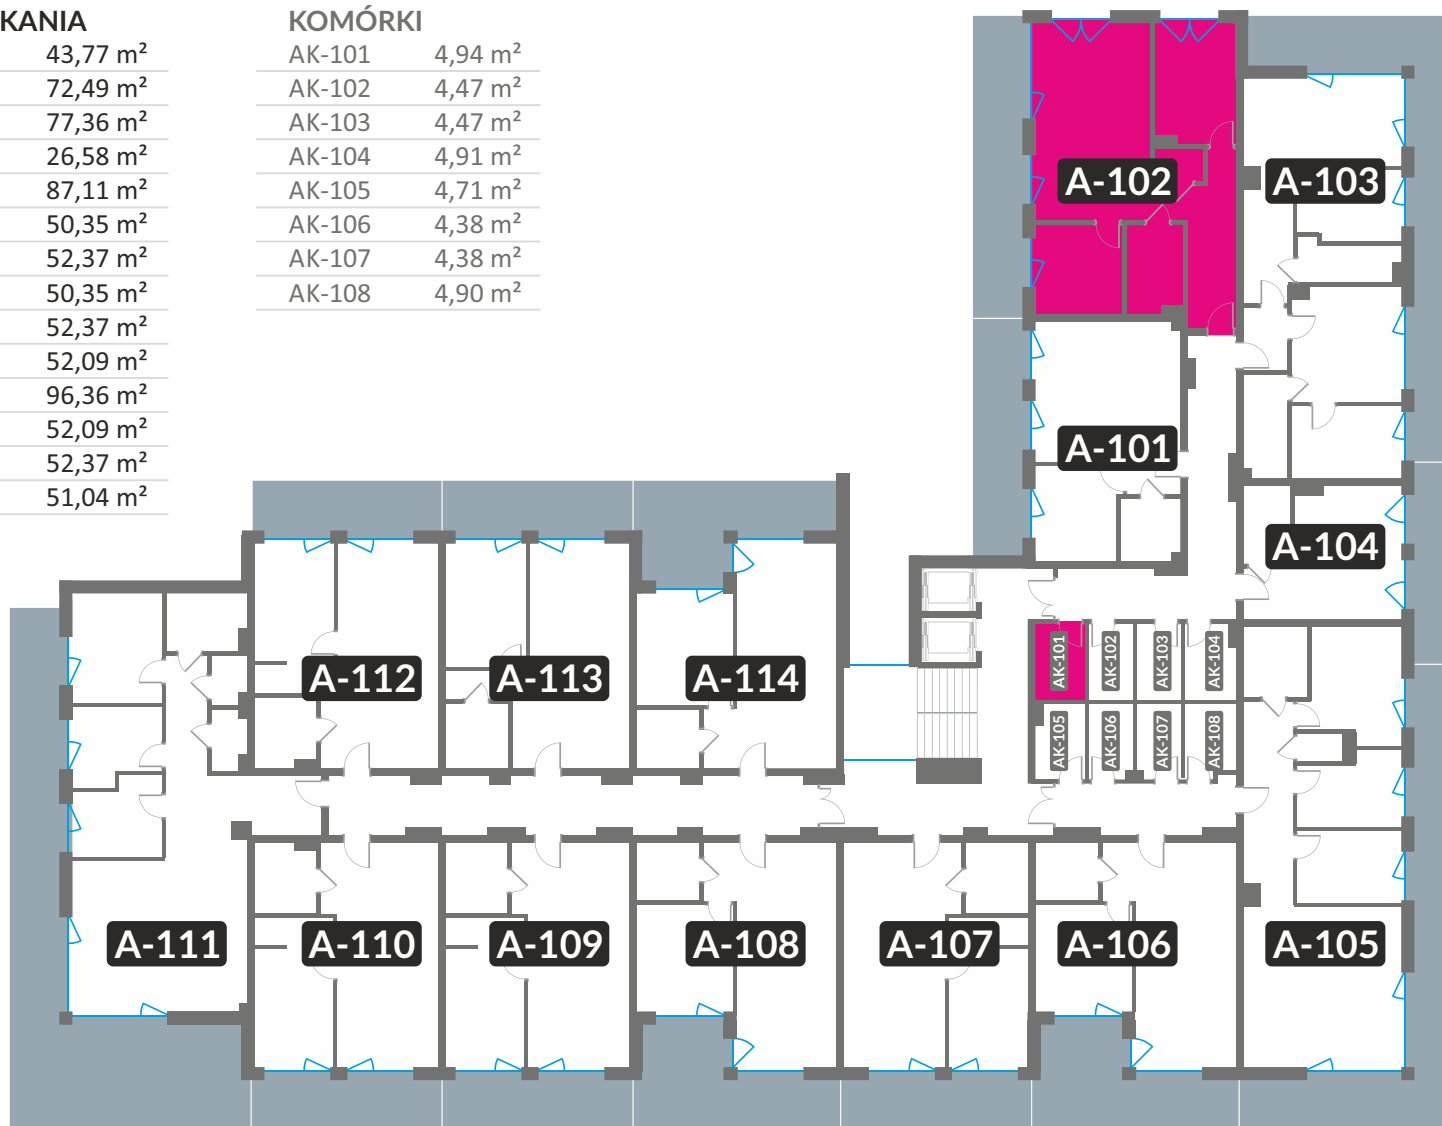 KANIA
43,77 m²
72,49 m²
77,36 m²
26,58 m²
87,11 m²
50,35 m²
52,37 m²
50,35 m²
52,37 m²
52,09 m²
96,36 m²
52,09 m²
52,37 m²
51,04 m²
KOMÓRKI
AK-101 4,94 m²
AK-102 4,47 m²
AK-103 4,47 m²
AK-104 4,91 m²
AK-105 4,71 m²
AK-106 4,38 m²
AK-107 4,38 m²
AK-108 4,90 m²
A-102
A-103
A-101
A-104
AK-101
AK-102
AK-103
AK-104
A-112
A-113
A-114
AK-105
AK-106
AK-107
AK-108
A-111
A-110
A-109
A-108
A-107
A-106
A-105